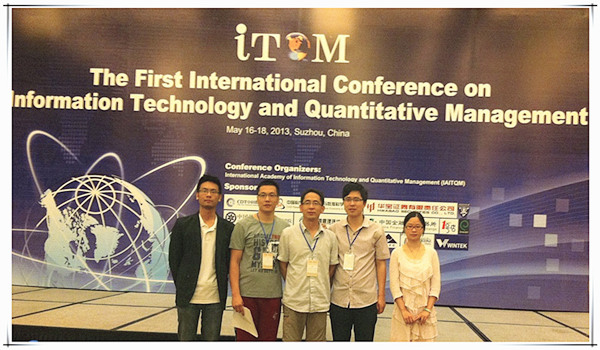 iTQM
The First International Conference on
Information Technology and Quantitative Management
May 16-18, 2013, Suzhou, China
Conference Organizers:
International Academy of Information Technology and Quantitative Management (IAITQM)
Sponsor
WINTEK